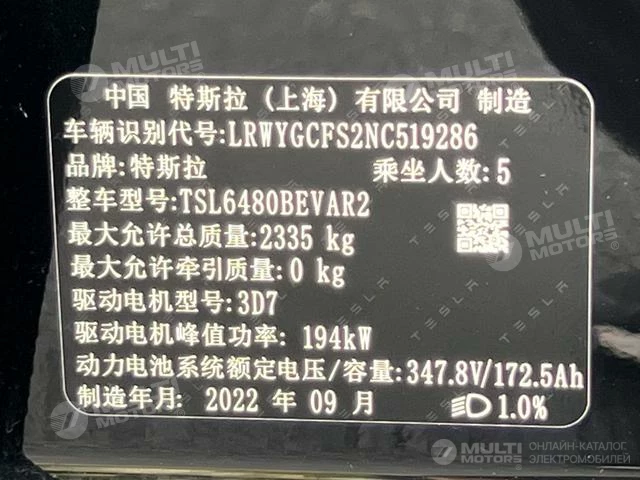 MULTI MOTORS
MULTI MOTORS
中国 特斯拉 (上海) 有限公司 制造
车辆识别代号:LRWYGCFS2NC519286
品牌:特斯拉 乘坐人数:5
整车型号:TSL6480BEVAR2
最大允许总质量:2335 kg
最大允许牵引质量:0 kg
驱动电机型号:3D7
驱动电机峰值功率: 194kW
动力电池系统额定电压/容量:347.8V/172.5Ah
制造年月: 2022 年 09 月 1.0%
TESLA TESLA TESLA
MULTI MOTORS
MULTI MOTORS
MULTI MOTORS ОНЛАЙН-КАТАЛОГ
ЭЛЕКТРОМОБИЛЕЙ